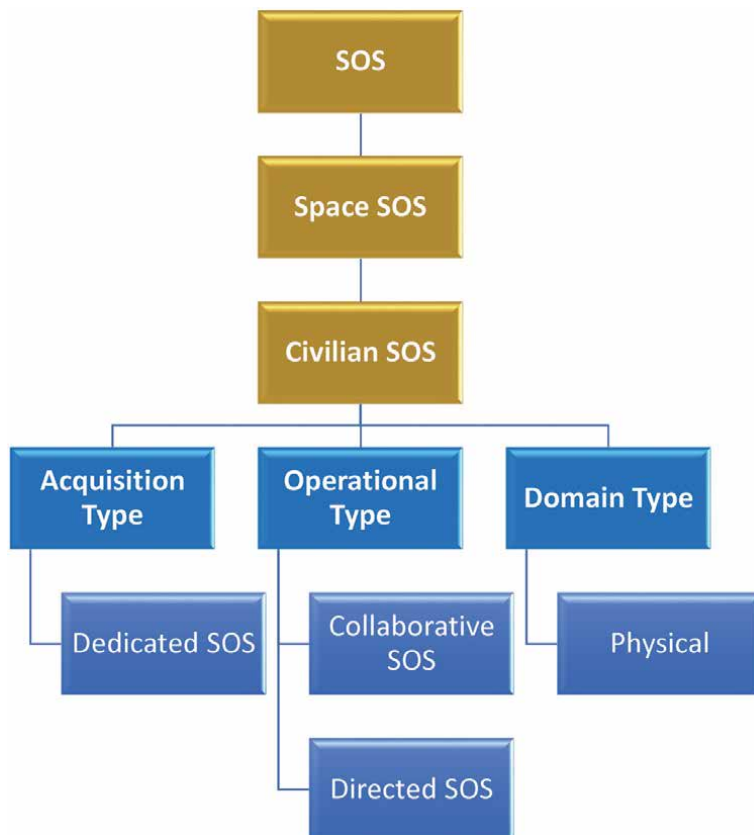 SOS
Space SOS
Civilian SOS
Acquisition
Type
Operational
Type
Domain Type
Dedicated SOS
Collaborative
SOS
Physical
Directed SOS